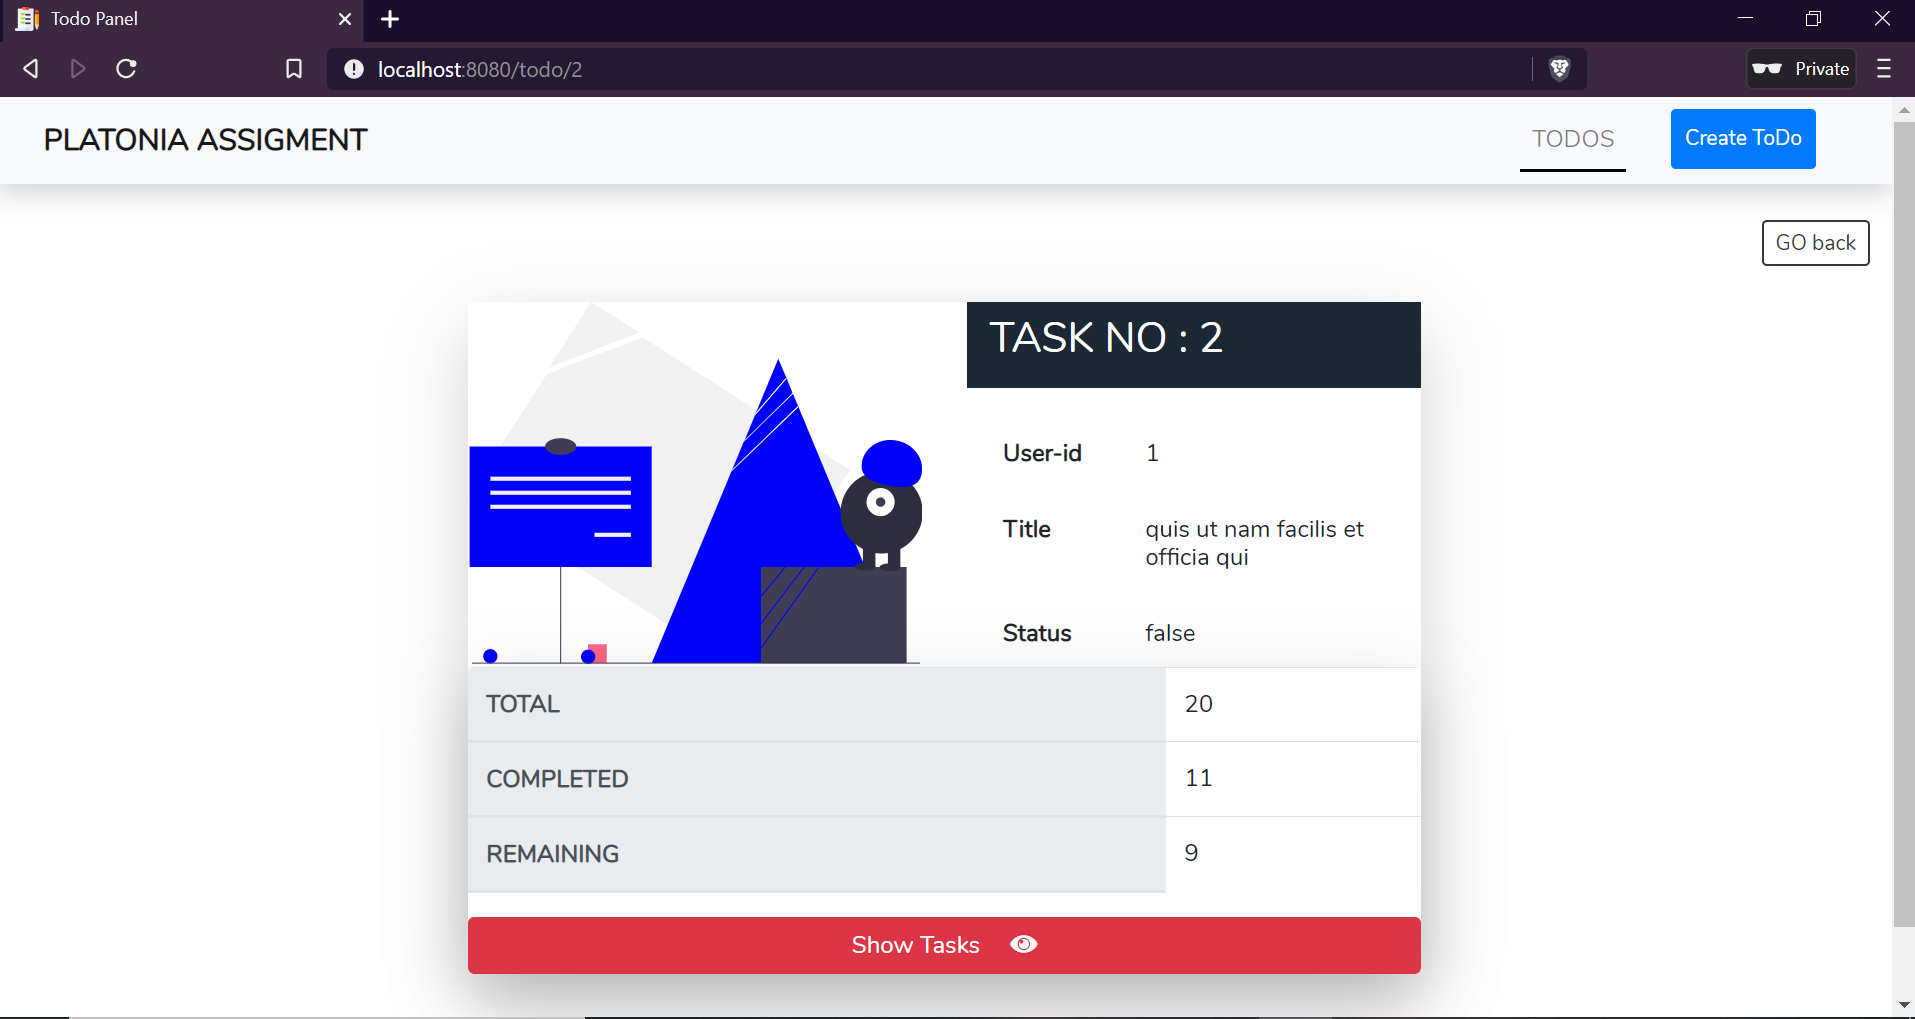 Todo Panel
localhost:8080/todo/2
Private
PLATONIA ASSIGMENT
TODOS
Create ToDo
GO back
TASK NO : 2
User-id 1
Title quis ut nam facilis et
officia qui
Status false
TOTAL 20
COMPLETED 11
REMAINING 9
Show Tasks